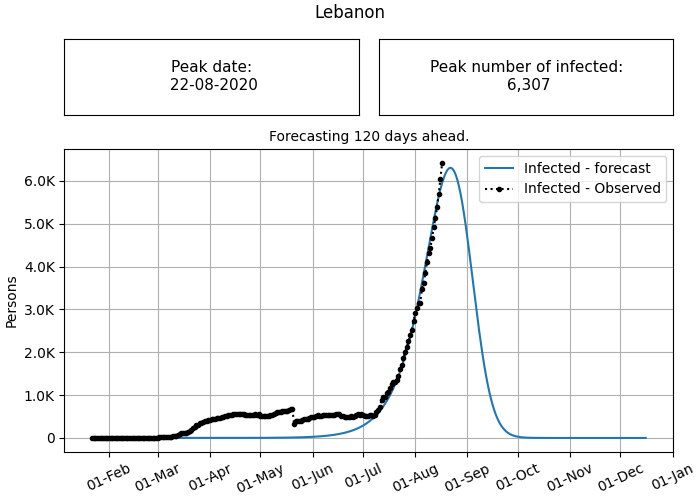 Lebanon
Peak date:
22-08-2020
Peak number of infected:
6,307
Forecasting 120 days ahead.
Infected - forecast
Infected - Observed
Persons
6.0K
5.0K
4.0K
3.0K
2.0K
1.0K
0
01-Feb
01-Mar
01-Apr
01-May
01-Jun
01-Jul
01-Aug
01-Sep
01-Oct
01-Nov
01-Dec
01-Jan